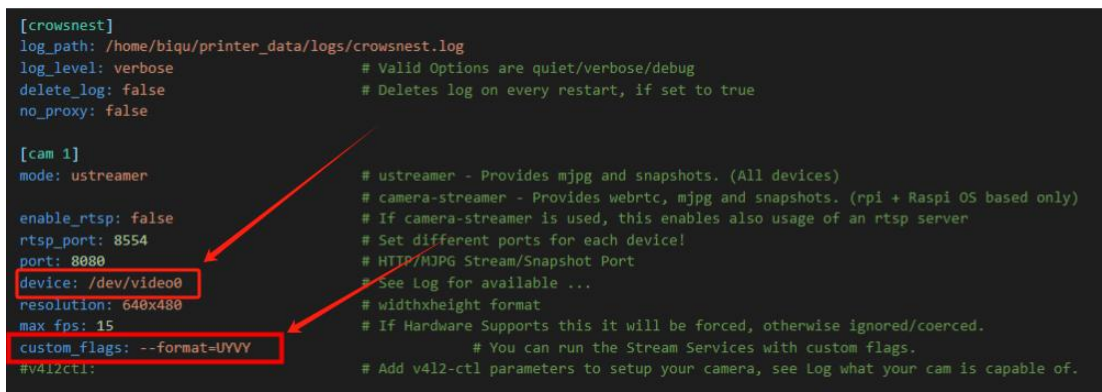 [crowsnest]
log_path: /home/biqu/printer_data/logs/crowsnest.log
log_level: verbose # Valid Options are quiet/verbose/debug
delete_log: false # Deletes log on every restart, if set to true
no_proxy: false
[cam 1]
mode: ustreamer # ustreamer - Provides mjpg and snapshots. (All devices)
# camera-streamer - Provides webrtc, mjpg and snapshots. (rpi + Raspi OS based only)
enable_rtsp: false # If camera-streamer is used, this enables also usage of an rtsp server
rtsp_port: 8554 # Set different ports for each device!
port: 8080 # HTTP/MJPG Stream/Snapshot Port
device: /dev/video0 # See Log for available ...
resolution: 640x480 # widthxheight format
max_fps: 15 # If Hardware Supports this it will be forced, otherwise ignored/coerced.
custom_flags: --format=UYVY # You can run the Stream Services with custom flags.
#v4l2ctl: # Add v4l2-ctl parameters to setup your camera, see Log what your cam is capable of.